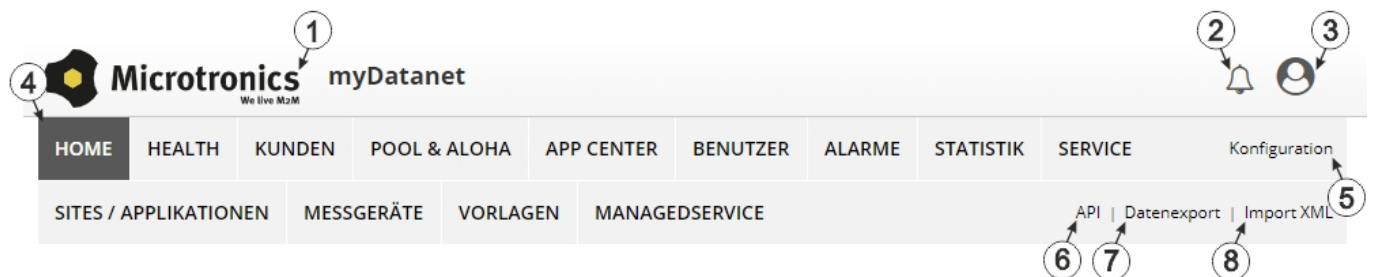 1 2 3
4 Microtronics myDatanet
We live M2M
HOME HEALTH KUNDEN POOL & ALOHA APP CENTER BENUTZER ALARME STATISTIK SERVICE Konfiguration
5
SITES / APPLIKATIONEN MESSGERÄTE VORLAGEN MANAGEDSERVICE API | Datenexport | Import XML
6 7 8